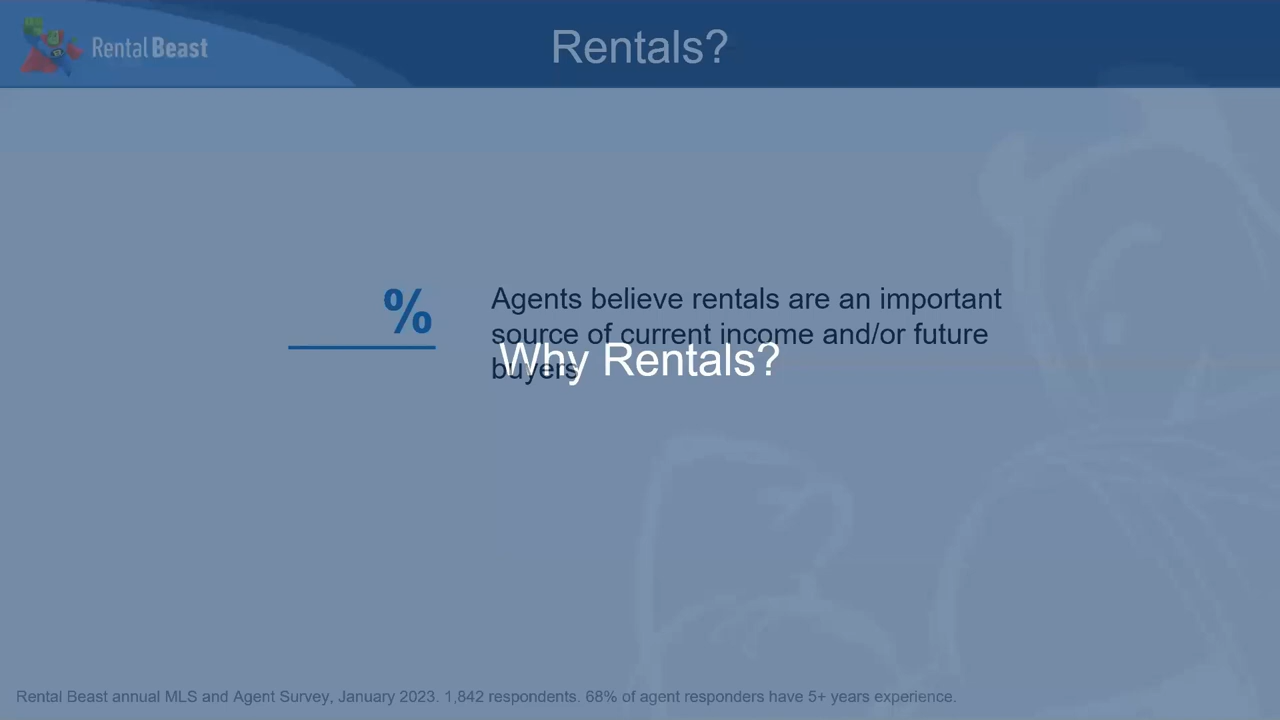 Rental Beast
Rentals?
%
Agents believe rentals are an important
source of current income and/or future
buyers
Why Rentals?
Rental Beast annual MLS and Agent Survey, January 2023. 1,842 respondents. 68% of agent responders have 5+ years experience.